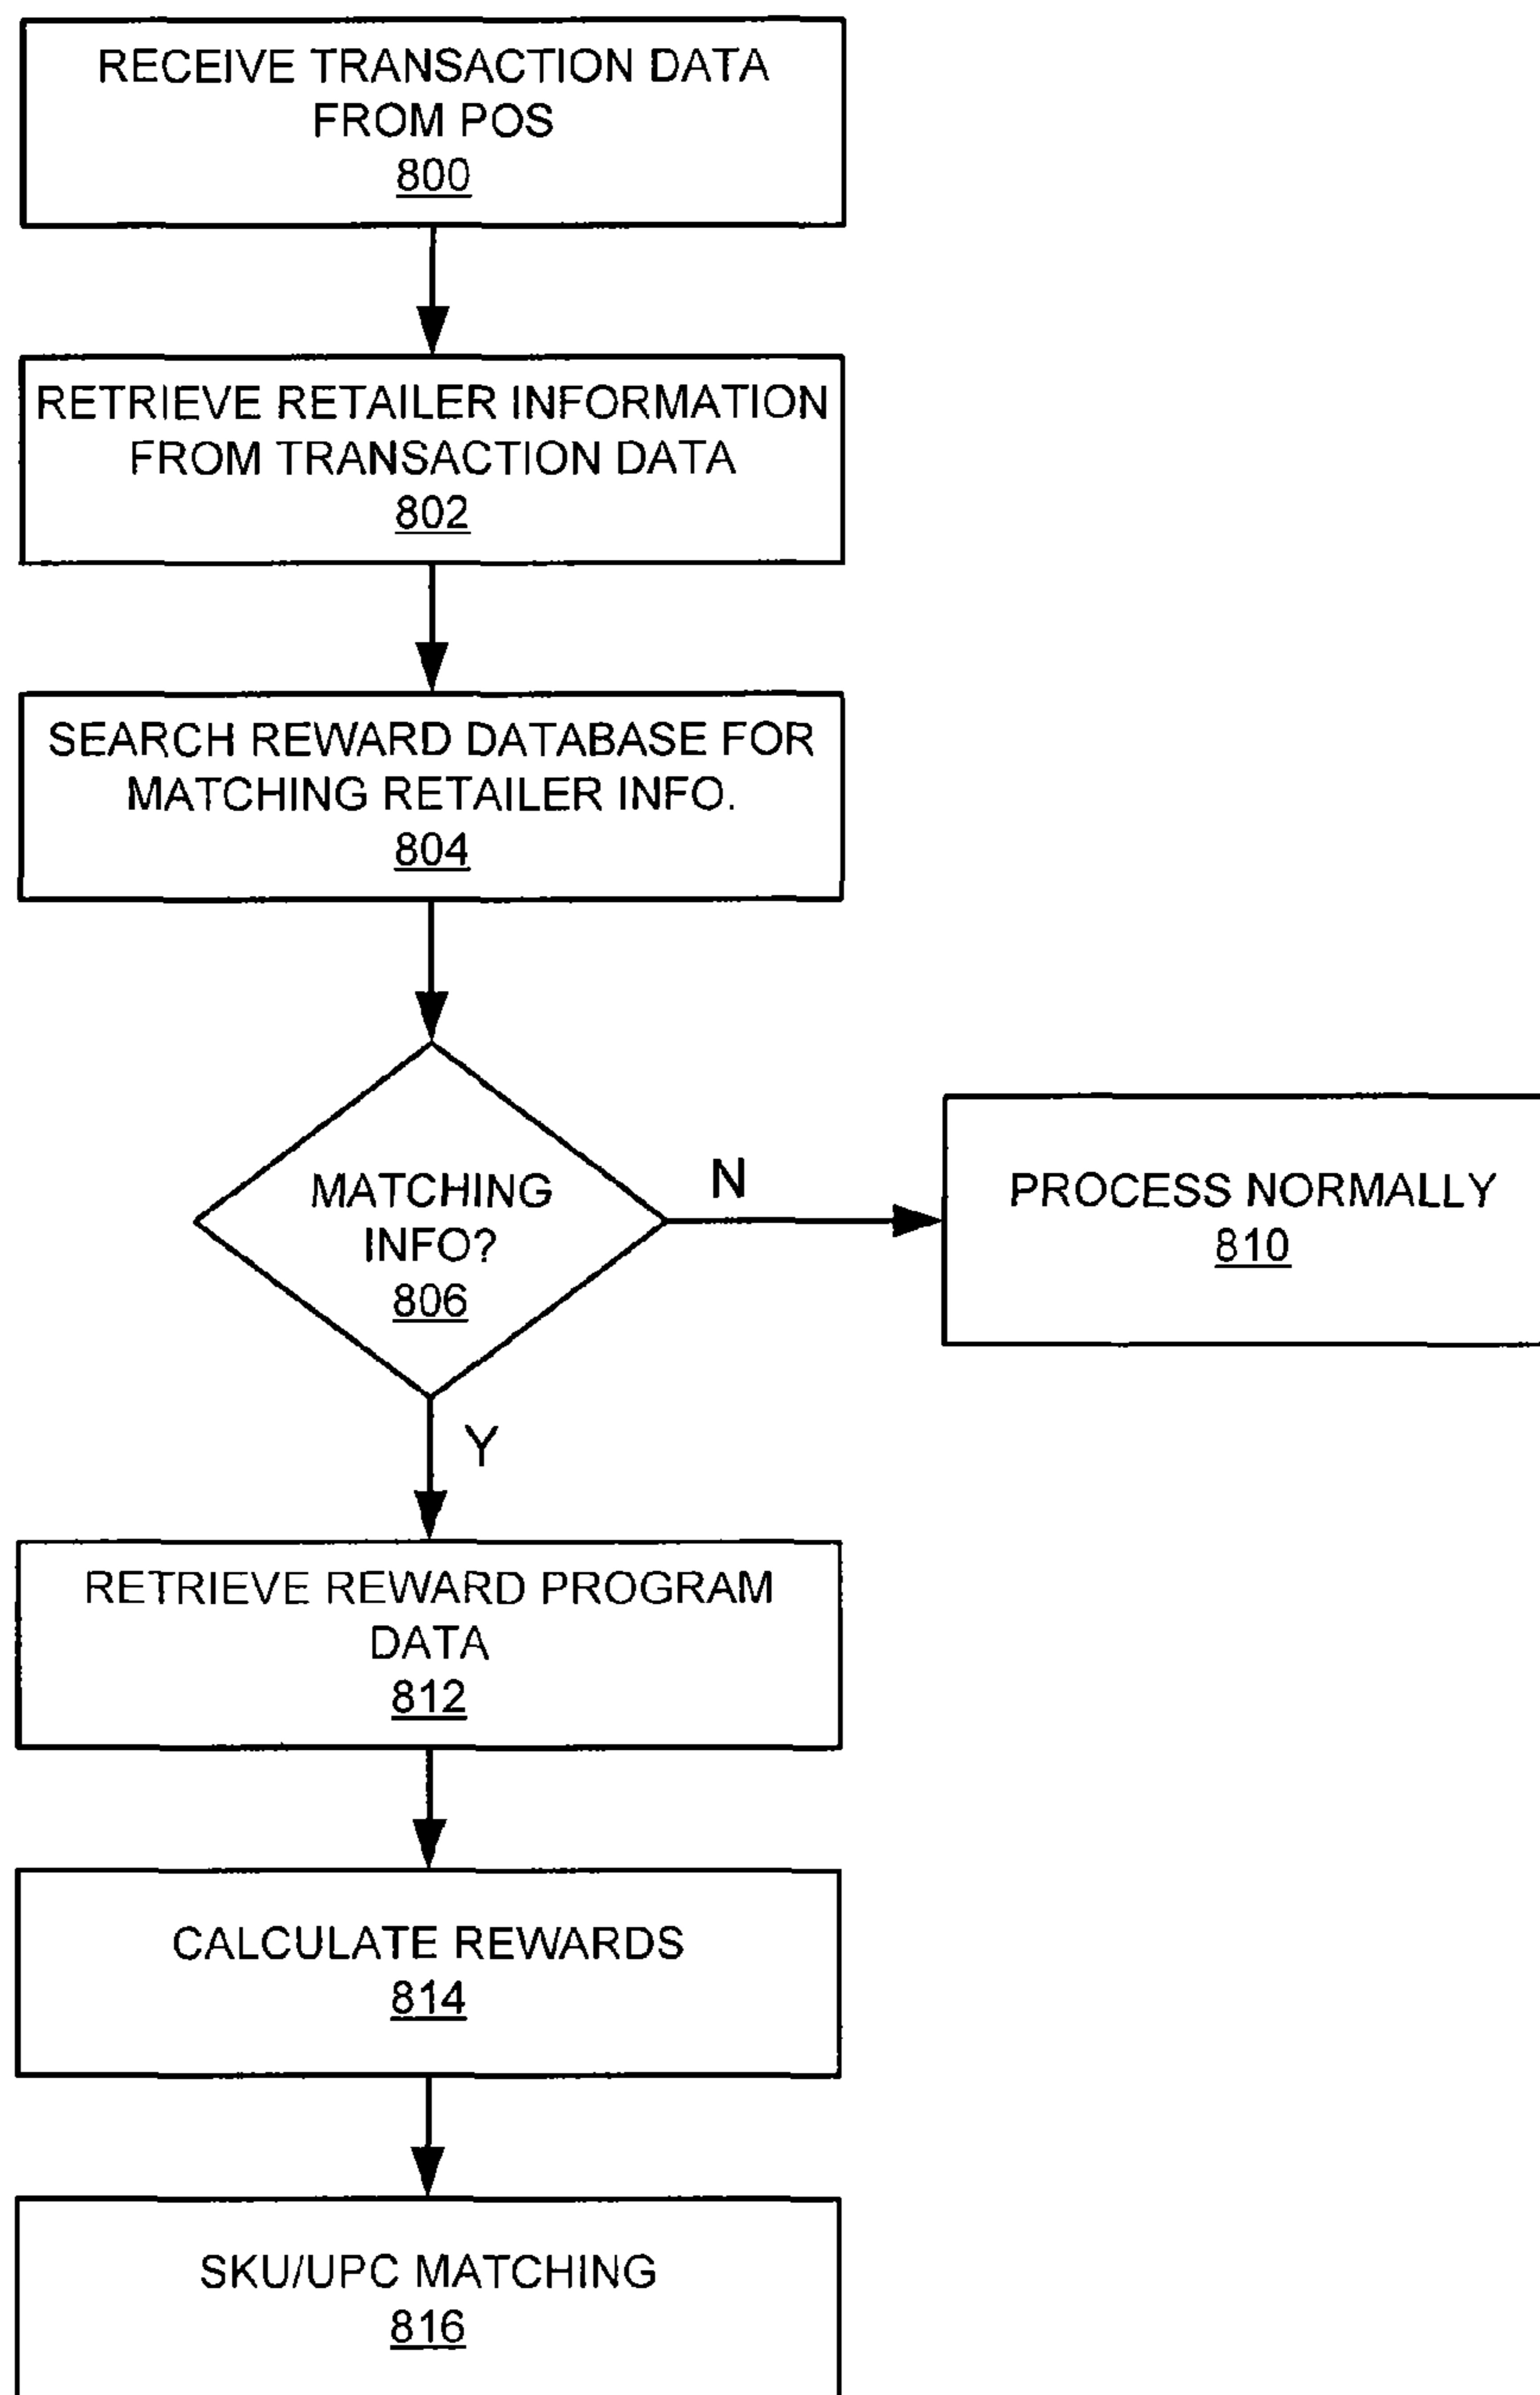 RECEIVE TRANSACTION DATA
FROM POS
800
RETRIEVE RETAILER INFORMATION
FROM TRANSACTION DATA
802
SEARCH REWARD DATABASE FOR
MATCHING RETAILER INFO.
804
MATCHING
INFO?
806
N
PROCESS NORMALLY
810
Y
RETRIEVE REWARD PROGRAM
DATA
812
CALCULATE REWARDS
814
SKU/UPC MATCHING
816